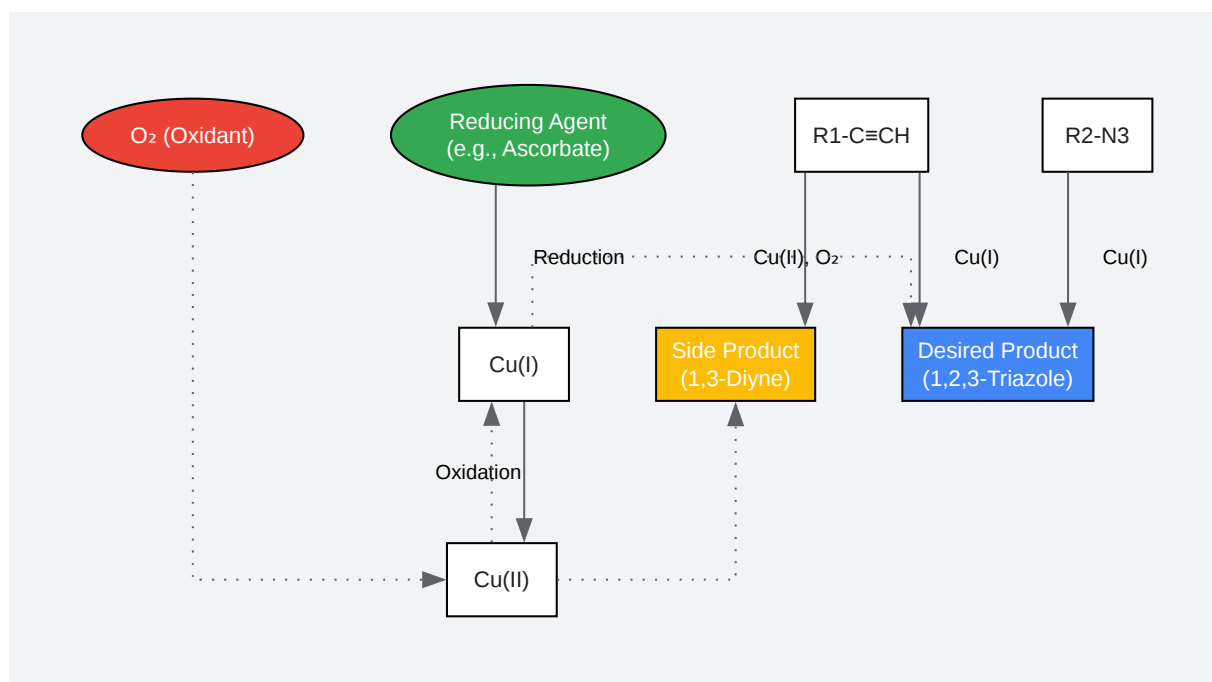 O₂ (Oxidant)
Reducing Agent
(e.g., Ascorbate)
R1-C≡CH
R2-N3
Reduction
Cu(II), O₂
Cu(I)
Cu(I)
Cu(I)
Side Product
(1,3-Diyne)
Desired Product
(1,2,3-Triazole)
Oxidation
Cu(II)